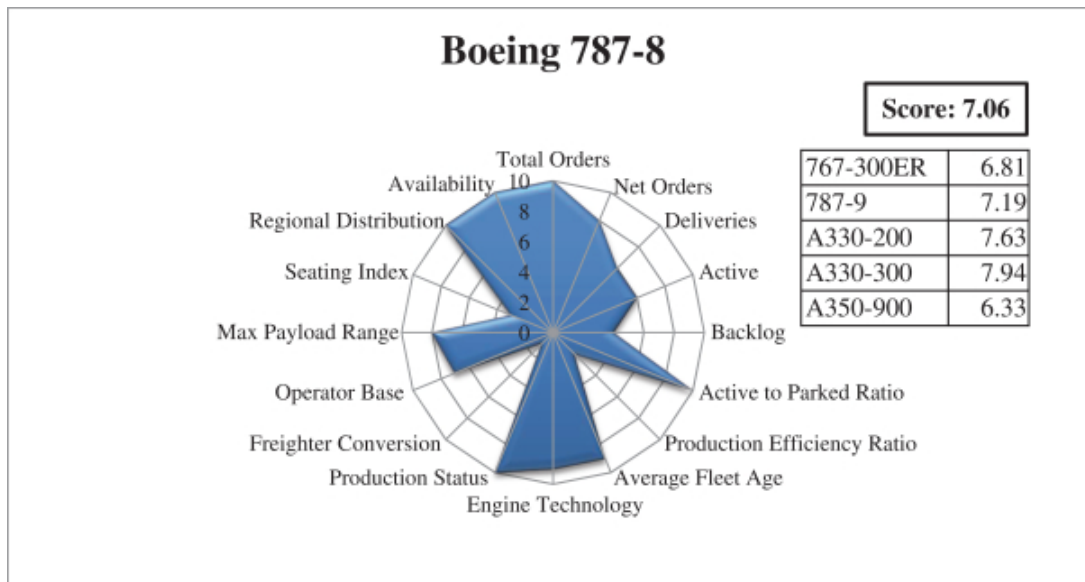 Boeing 787-8
Score: 7.06
767-300ER 6.81
787-9 7.19
A330-200 7.63
A330-300 7.94
A350-900 6.33
Total Orders
Net Orders
Deliveries
Active
Backlog
Active to Parked Ratio
Production Efficiency Ratio
Average Fleet Age
Engine Technology
Production Status
Freighter Conversion
Operator Base
Max Payload Range
Seating Index
Regional Distribution
Availability
10
8
6
4
2
0